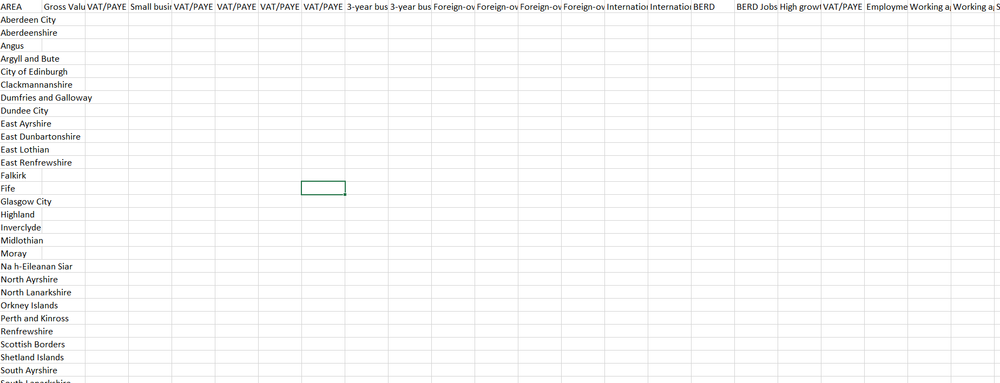 AREA Gross Valu VAT/PAYE Small busi VAT/PAYE VAT/PAYE VAT/PAYE VAT/PAYE 3-year bus 3-year bus Foreign-ov Foreign-ov Foreign-ov Foreign-ov Internatio Internatio BERD BERD Jobs High growt VAT/PAYE Employme Working a Working a S
Aberdeen City
Aberdeenshire
Angus
Argyll and Bute
City of Edinburgh
Clackmannanshire
Dumfries and Galloway
Dundee City
East Ayrshire
East Dunbartonshire
East Lothian
East Renfrewshire
Falkirk
Fife
Glasgow City
Highland
Inverclyde
Midlothian
Moray
Na h-Eileanan Siar
North Ayrshire
North Lanarkshire
Orkney Islands
Perth and Kinross
Renfrewshire
Scottish Borders
Shetland Islands
South Ayrshire
South Lanarkshire